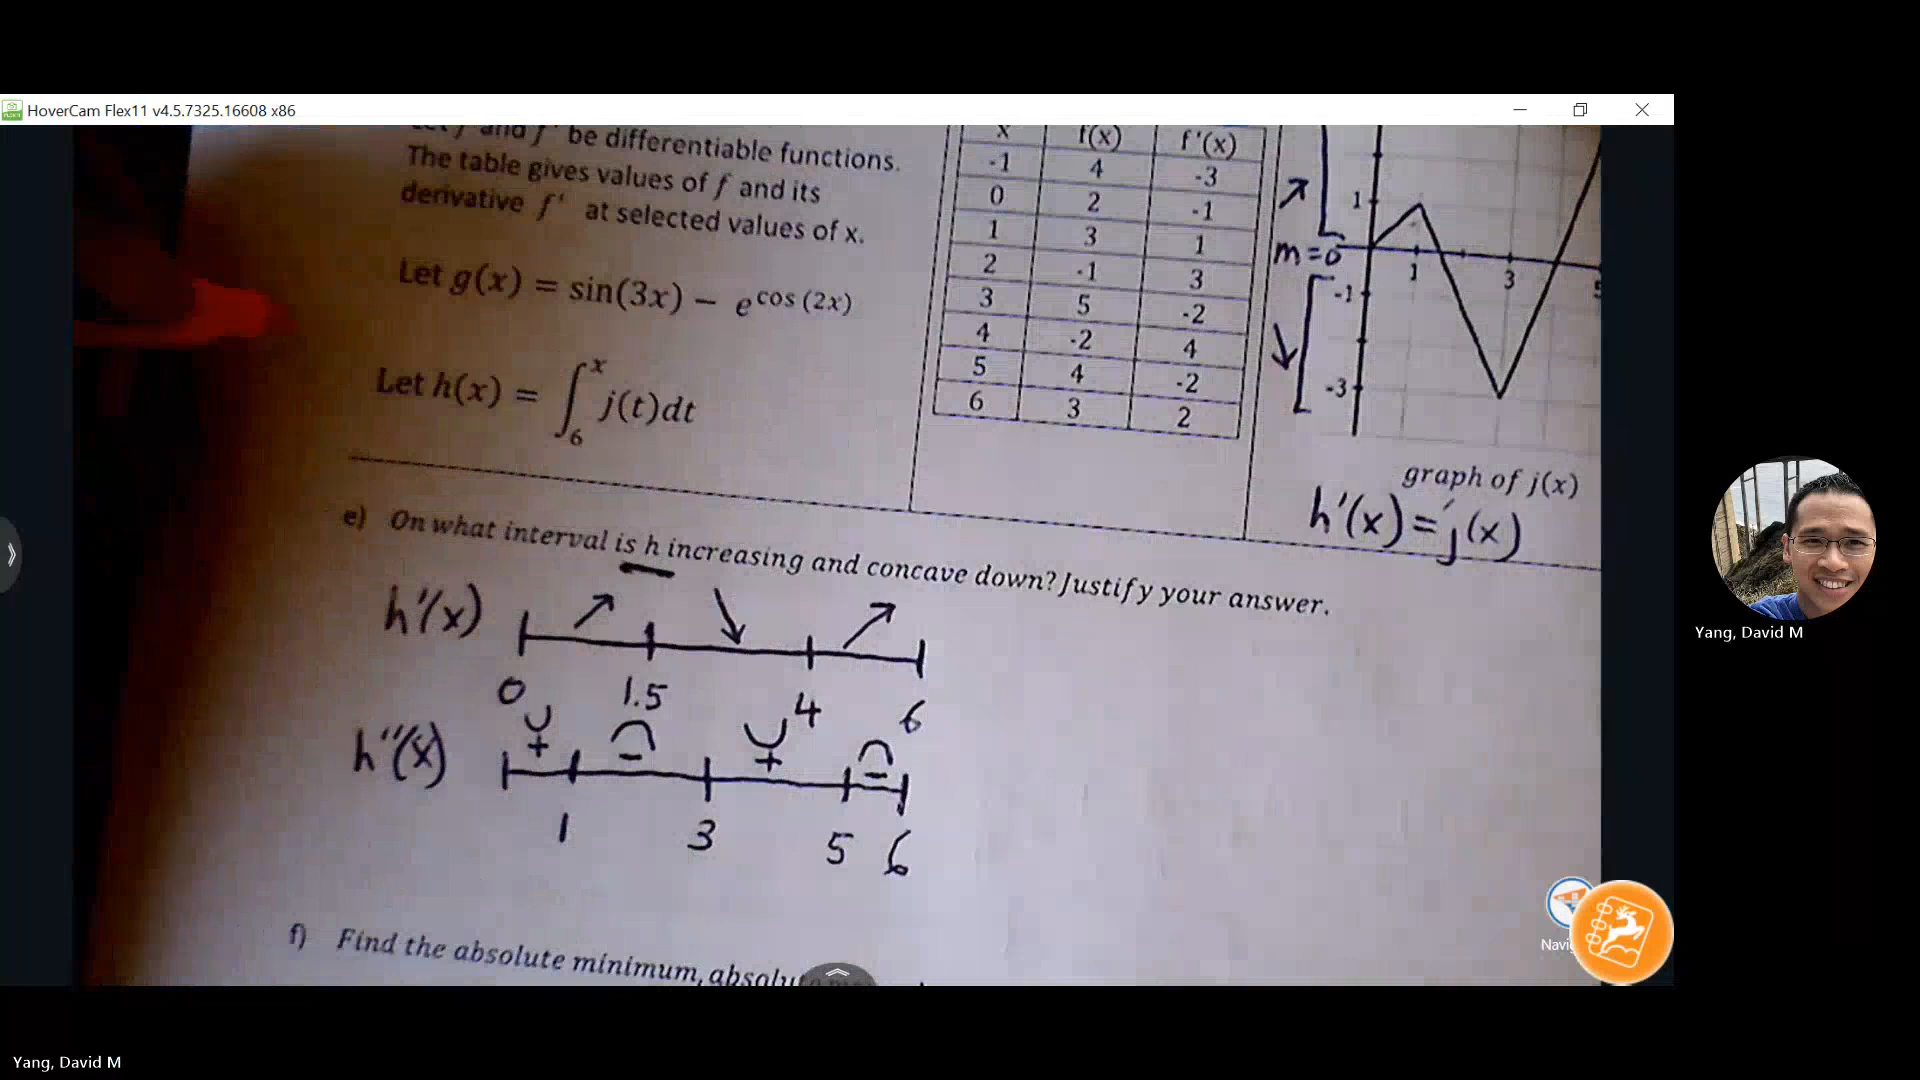 HoverCam Flex11 v4.5.7325.16608 x86
and f' be differentiable functions.
The table gives values of f and its
derivative f' at selected values of x.
Let g(x) = sin(3x) − e^cos (2x)
Let h(x) = ∫_6^x j(t)dt
x f(x) f'(x)
-1 4 -3
0 2 -1
1 3 1
2 -1 3
3 5 -2
4 -2 4
5 4 -2
6 3 2
1
m=0
1 3 5
-1
-3
graph of j(x)
h'(x)=j(x)
e) On what interval is h increasing and concave down? Justify your answer.
h'(x)
0 1.5 4 6
h''(x)
+ − + −
1 3 5 6
f) Find the absolute minimum,
Yang, David M
Yang, David M